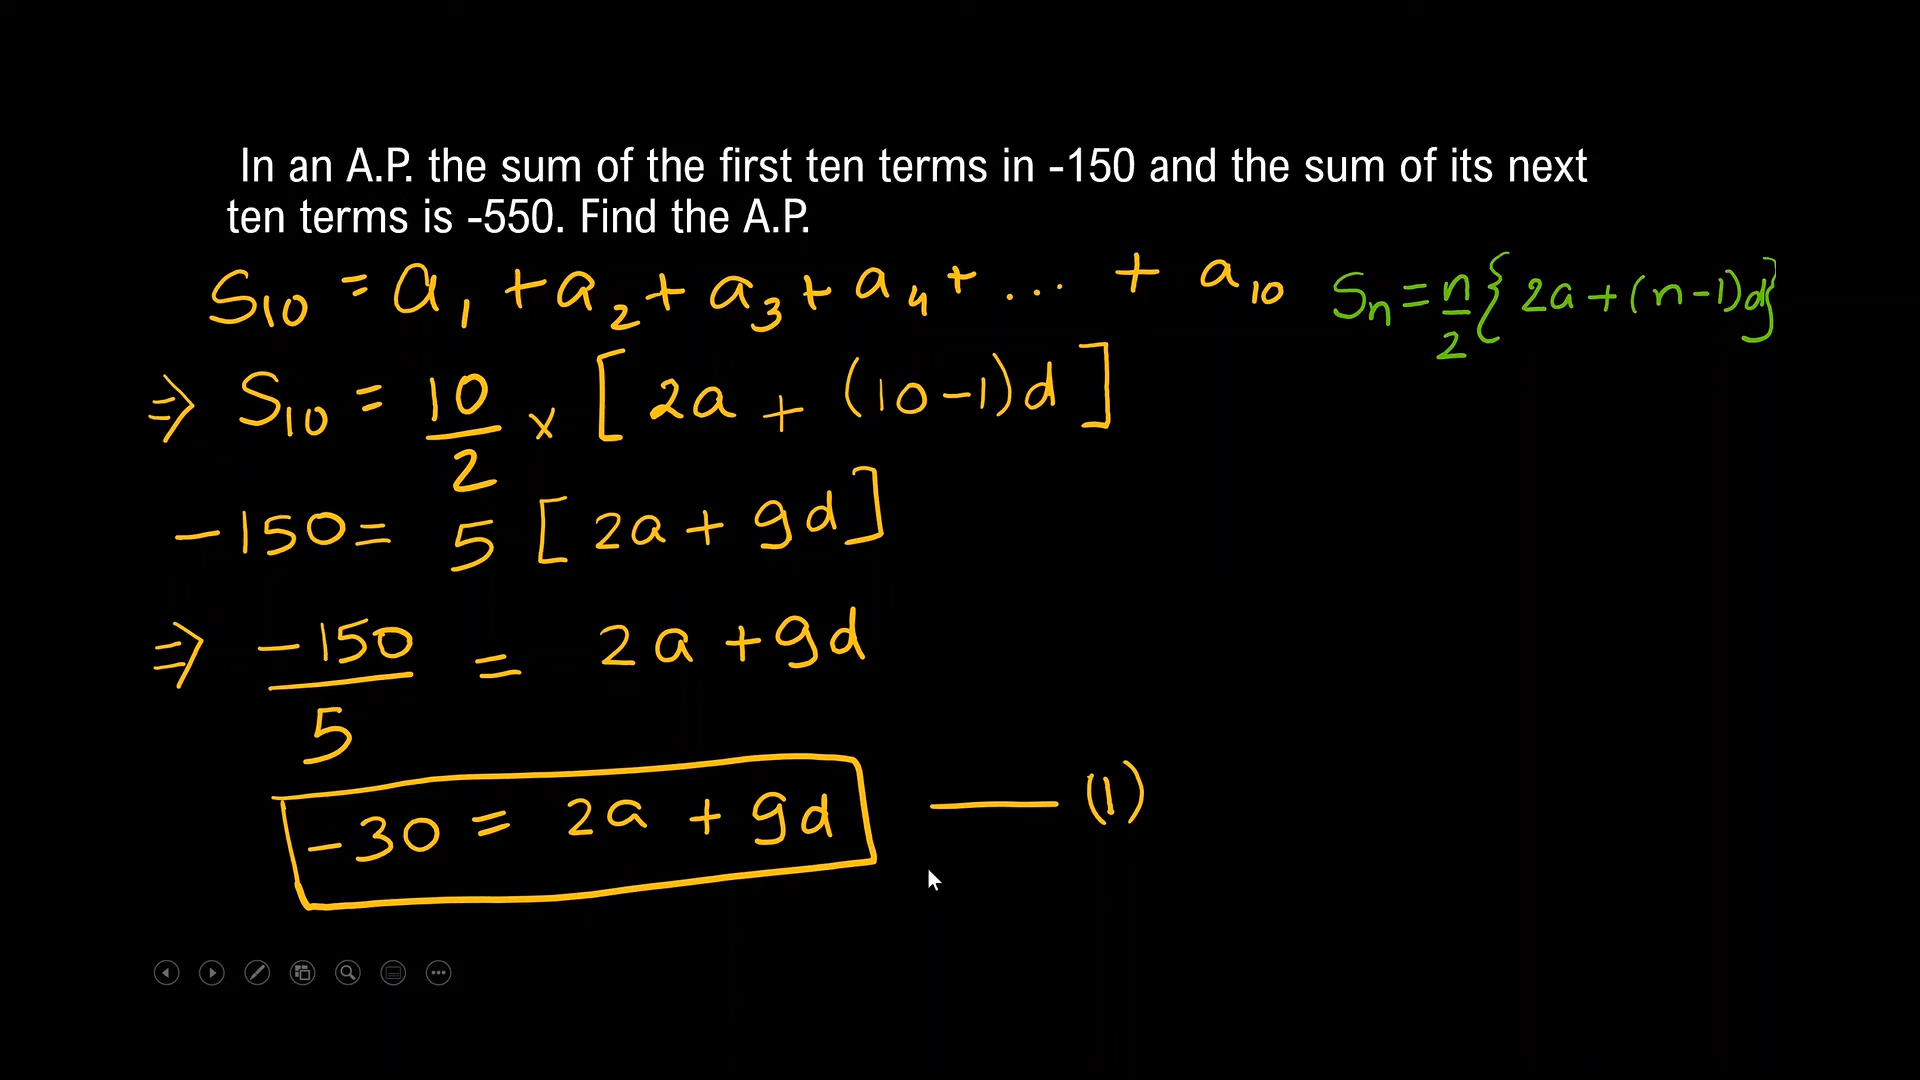 In an A.P. the sum of the first ten terms in -150 and the sum of its next
ten terms is -550. Find the A.P.
S₁₀ = a₁ + a₂ + a₃ + a₄ + ... + a₁₀
Sₙ = n/2 {2a + (n-1)d}
⇒ S₁₀ = 10/2 × [2a + (10-1)d]
-150 = 5 [2a + 9d]
⇒ -150/5 = 2a + 9d
-30 = 2a + 9d —— (1)